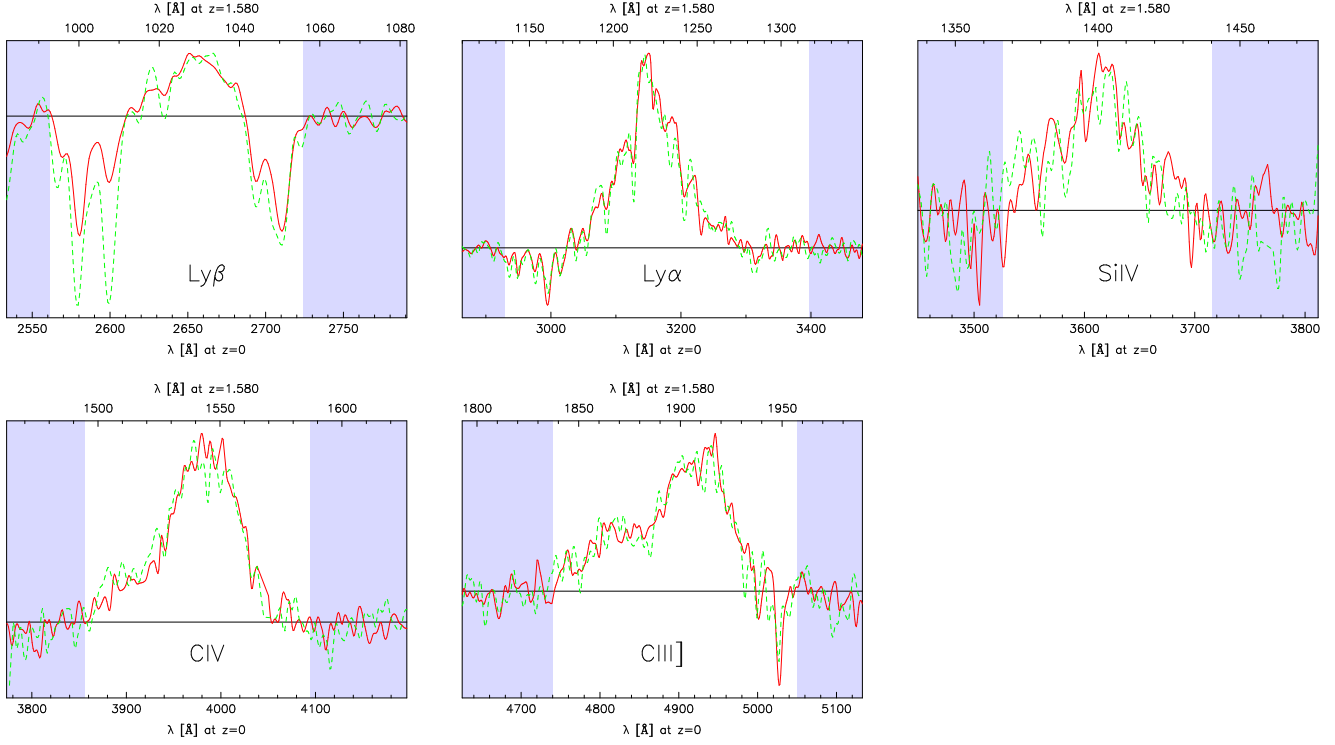 λ [Å] at z=1.580
λ [Å] at z=1.580
λ [Å] at z=1.580
1000 1020 1040 1060 1080
1150 1200 1250 1300
1350 1400 1450
Lyβ
Lyα
SiIV
2550 2600 2650 2700 2750
3000 3200 3400
3500 3600 3700 3800
λ [Å] at z=0
λ [Å] at z=0
λ [Å] at z=0
λ [Å] at z=1.580
λ [Å] at z=1.580
1500 1550 1600
1800 1850 1900 1950
CIV
CIII]
3800 3900 4000 4100
4700 4800 4900 5000 5100
λ [Å] at z=0
λ [Å] at z=0